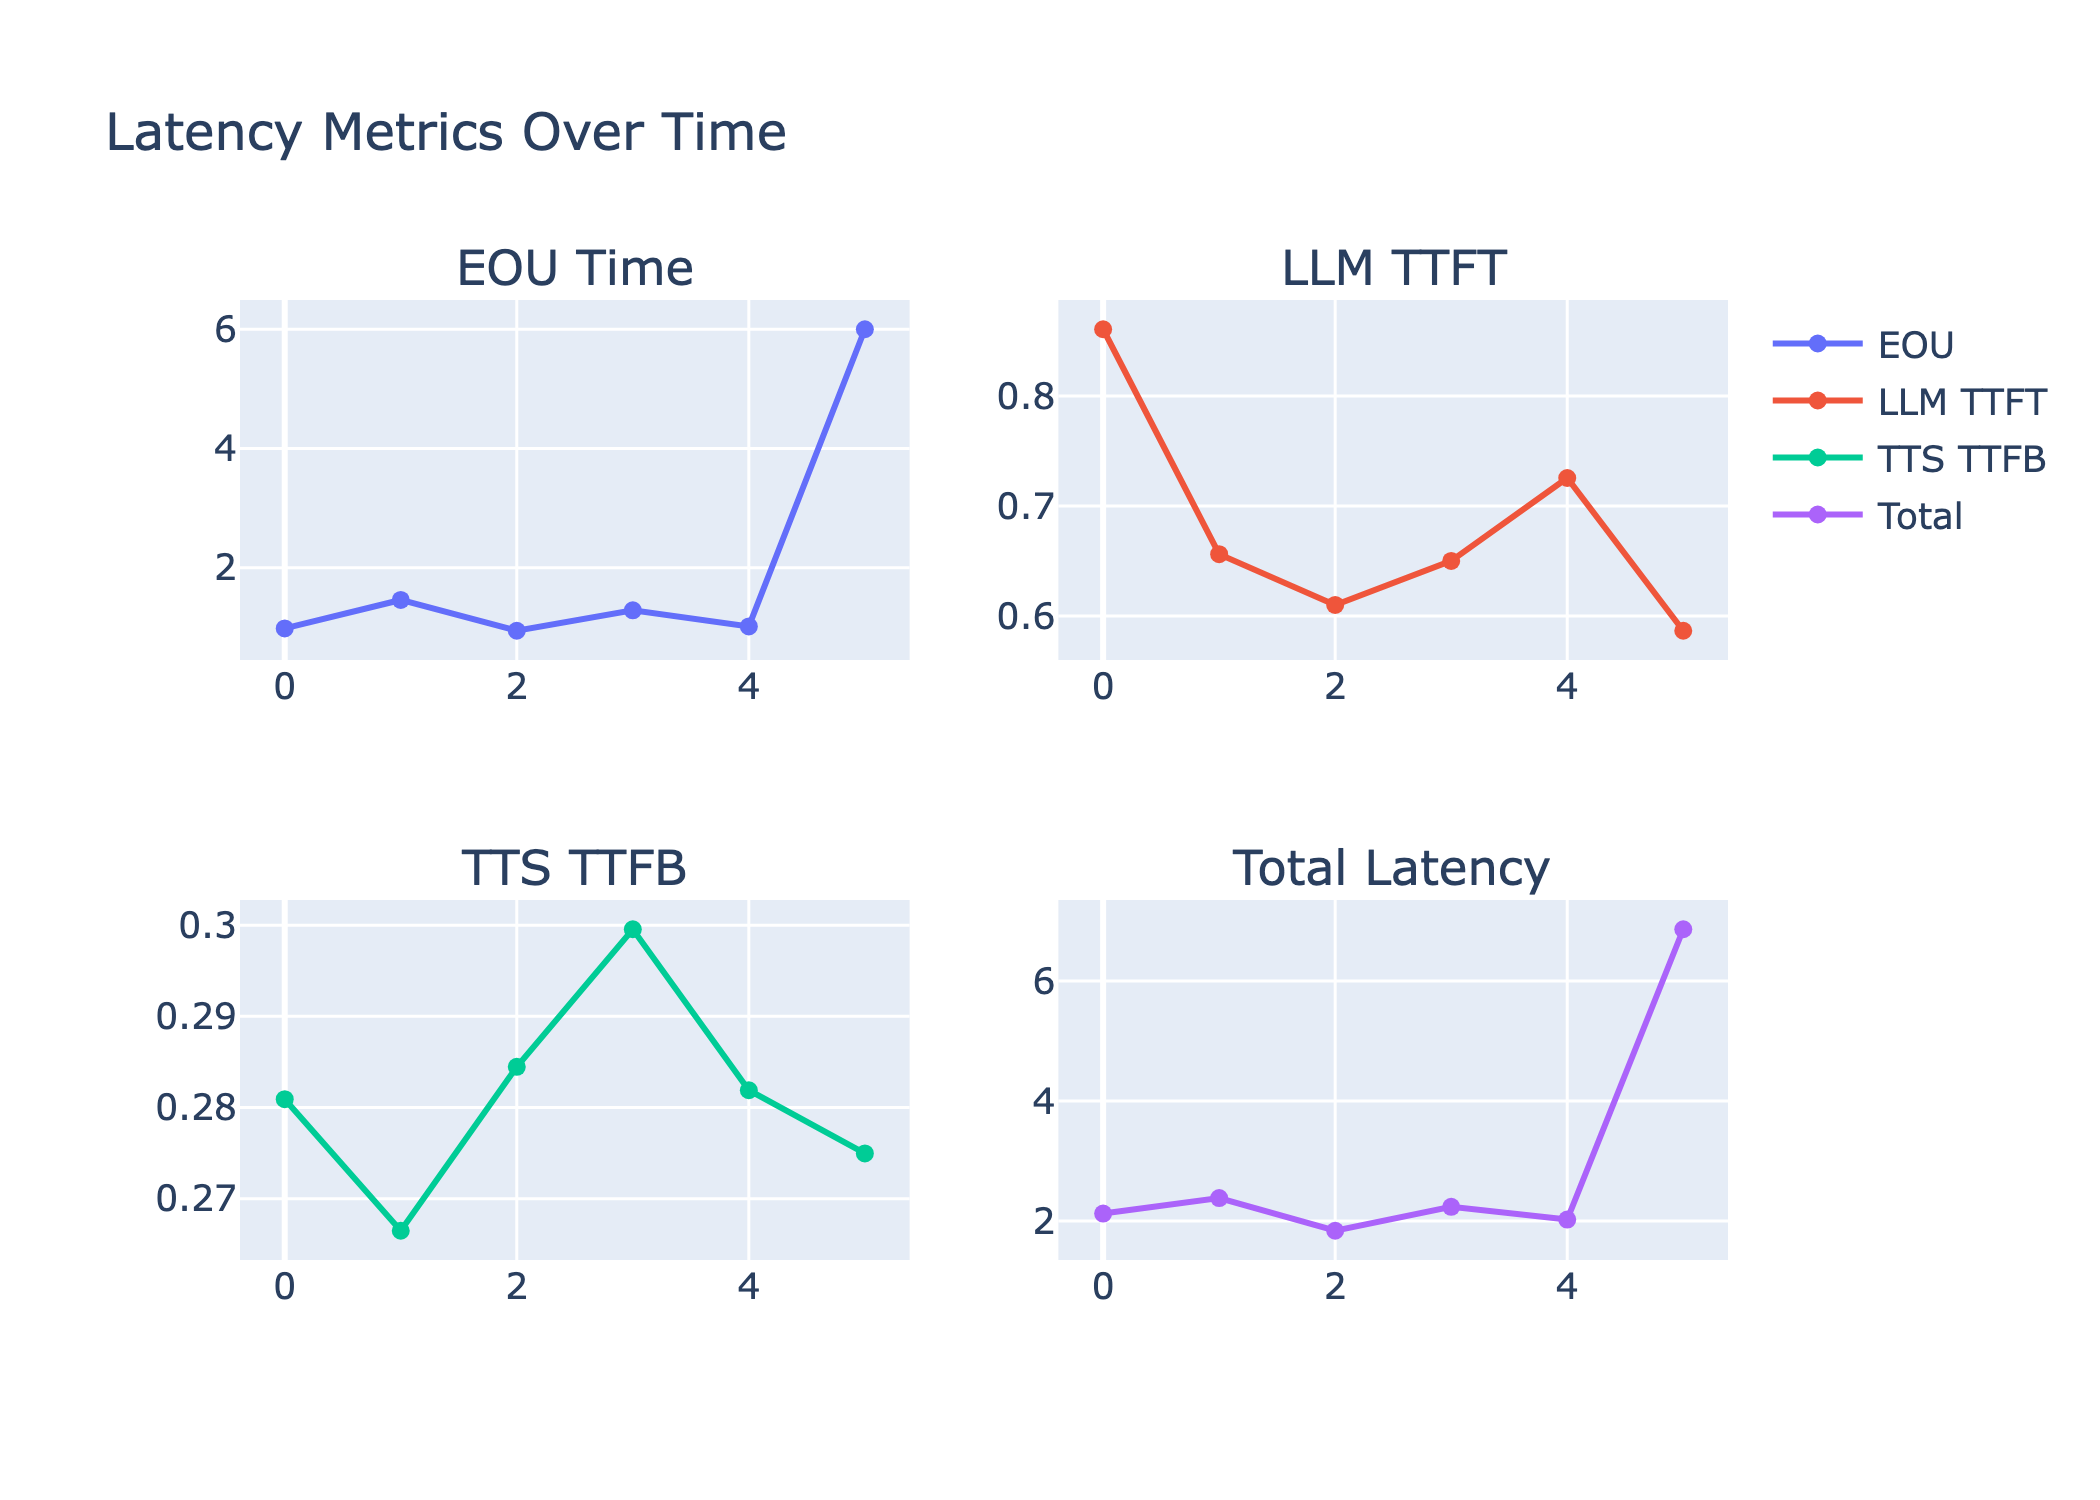 Latency Metrics Over Time
EOU Time
6
4
2
0 2 4
LLM TTFT
0.8
0.7
0.6
0 2 4
EOU
LLM TTFT
TTS TTFB
Total
TTS TTFB
0.3
0.29
0.28
0.27
0 2 4
Total Latency
6
4
2
0 2 4